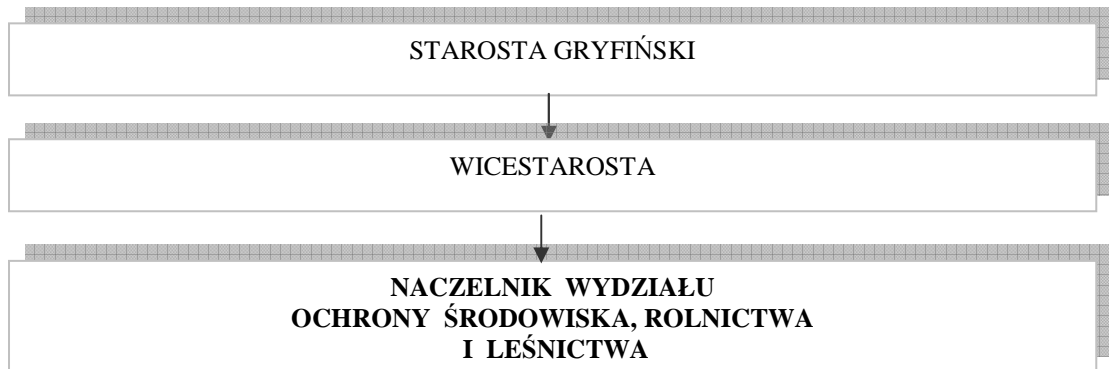 STAROSTA GRYFIŃSKI
WICESTAROSTA
NACZELNIK WYDZIAŁU
OCHRONY ŚRODOWISKA, ROLNICTWA
I LEŚNICTWA